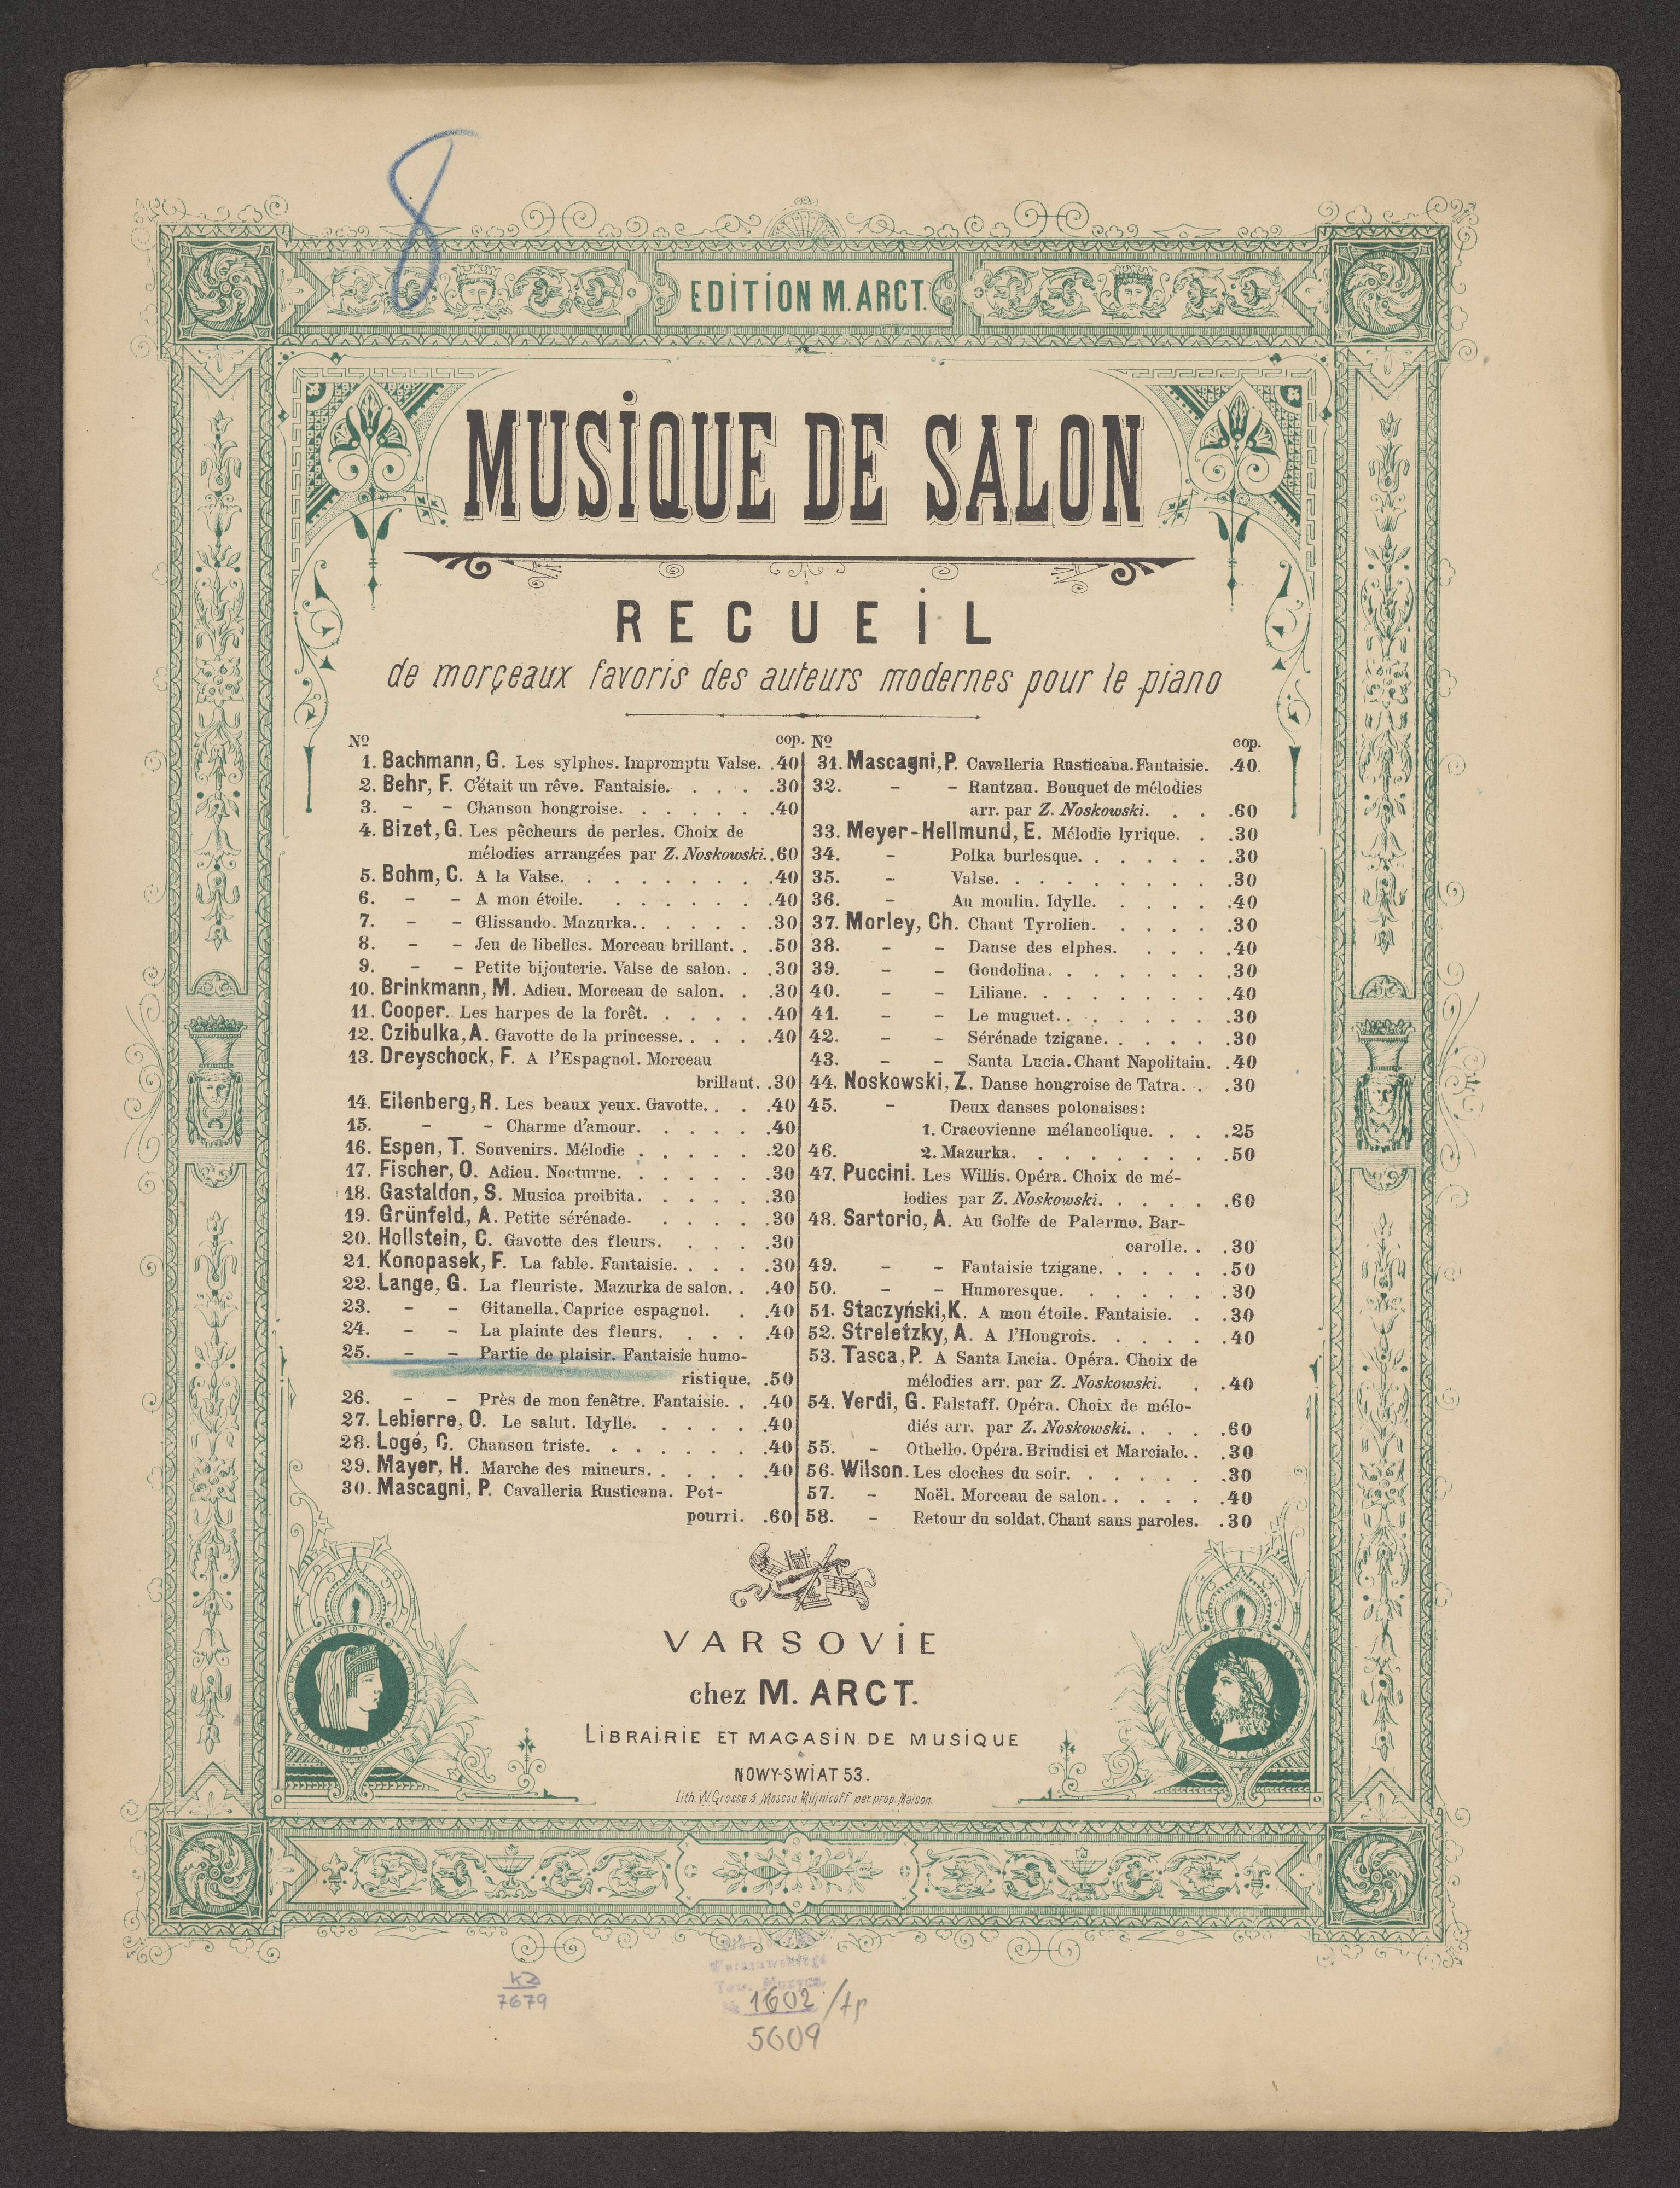 8
EDITION M. ARCT.
MUSIQUE DE SALON
RECUEIL
de morçeaux favoris des auteurs modernes pour le piano
Nº cop.
1. Bachmann, G. Les sylphes. Impromptu Valse. .40
2. Behr, F. C'était un rêve. Fantaisie. . . . .30
3. - - Chanson hongroise. . . . . . .40
4. Bizet, G. Les pêcheurs de perles. Choix de
mélodies arrangées par Z. Noskowski. .60
5. Bohm, C. A la Valse. . . . . . . . .40
6. - - A mon étoile. . . . . . . .40
7. - - Glissando. Mazurka. . . . . . .30
8. - - Jeu de libelles. Morceau brillant. . .50
9. - - Petite bijouterie. Valse de salon. . .30
10. Brinkmann, M. Adieu. Morceau de salon. . .30
11. Cooper. Les harpes de la forêt. . . . . .40
12. Czibulka, A. Gavotte de la princesse. . . . .40
13. Dreyschock, F. A l'Espagnol. Morceau
brillant. .30
14. Eilenberg, R. Les beaux yeux. Gavotte. . . .40
15. - - Charme d'amour. . . . . .40
16. Espen, T. Souvenirs. Mélodie . . . . . .20
17. Fischer, O. Adieu. Nocturne. . . . . . .30
18. Gastaldon, S. Musica proibita. . . . . .30
19. Grünfeld, A. Petite sérénade. . . . . .30
20. Hollstein, C. Gavotte des fleurs. . . . .30
21. Konopasek, F. La fable. Fantaisie. . . . .30
22. Lange, G. La fleuriste. Mazurka de salon. . .40
23. - - Gitanella. Caprice espagnol. . .40
24. - - La plainte des fleurs. . . . .40
25. - - Partie de plaisir. Fantaisie humo-
ristique. .50
26. - - Près de mon fenêtre. Fantaisie. . .40
27. Lebierre, O. Le salut. Idylle. . . . . .40
28. Logé, C. Chanson triste. . . . . . . .40
29. Mayer, H. Marche des mineurs. . . . . .40
30. Mascagni, P. Cavalleria Rusticana. Pot-
pourri. .60
Nº cop.
31. Mascagni, P. Cavalleria Rusticana. Fantaisie. .40.
32. - - Rantzau. Bouquet de mélodies
arr. par Z. Noskowski. . . .60
33. Meyer-Hellmund, E. Mélodie lyrique. . .30
34. - Polka burlesque. . . . . . .30
35. - Valse. . . . . . . . . .30
36. - Au moulin. Idylle. . . . . .40
37. Morley, Ch. Chant Tyrolien. . . . . .30
38. - - Danse des elphes. . . . .40
39. - - Gondolina. . . . . . . .30
40. - - Liliane. . . . . . . . .40
41. - - Le muguet. . . . . . . .30
42. - - Sérénade tzigane. . . . . .30
43. - - Santa Lucia. Chant Napolitain. .40
44. Noskowski, Z. Danse hongroise de Tatra. . .30
45. - Deux danses polonaises:
1. Cracovienne mélancolique. . . .25
46. 2. Mazurka. . . . . . . . .50
47. Puccini. Les Willis. Opéra. Choix de mé-
lodies par Z. Noskowski. . . . . .60
48. Sartorio, A. Au Golfe de Palermo. Bar-
carolle. . .30
49. - - Fantaisie tzigane. . . . . .50
50. - - Humoresque. . . . . . .30
51. Staczyński, K. A mon étoile. Fantaisie. . .30
52. Streletzky, A. A l'Hongrois. . . . . .40
53. Tasca, P. A Santa Lucia. Opéra. Choix de
mélodies arr. par Z. Noskowski. . .40
54. Verdi, G. Falstaff. Opéra. Choix de mélo-
diés arr. par Z. Noskowski. . . . .60
55. - Othello. Opéra. Brindisi et Marciale. . .30
56. Wilson. Les cloches du soir. . . . . . .30
57. - Noël. Morceau de salon. . . . . .40
58. - Retour du soldat. Chant sans paroles. .30
VARSOVIE
chez M. ARCT.
LIBRAIRIE ET MAGASIN DE MUSIQUE
NOWY-SWIAT 53.
Lith. W. Grosse á Moscou Miljnicoff per. prop. Maison.
Warszawskiego
Tow. Muzycz.
№ 1602/tp
5609
KZ
7679